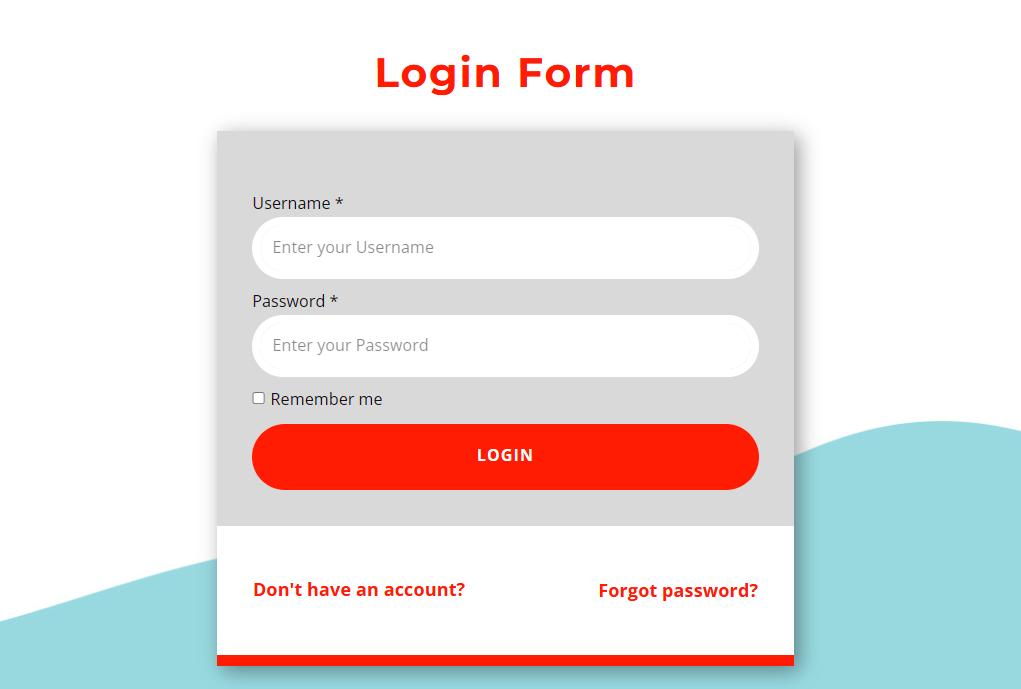 Login Form
Username *
Enter your Username
Password *
Enter your Password
Remember me
LOGIN
Don't have an account?
Forgot password?